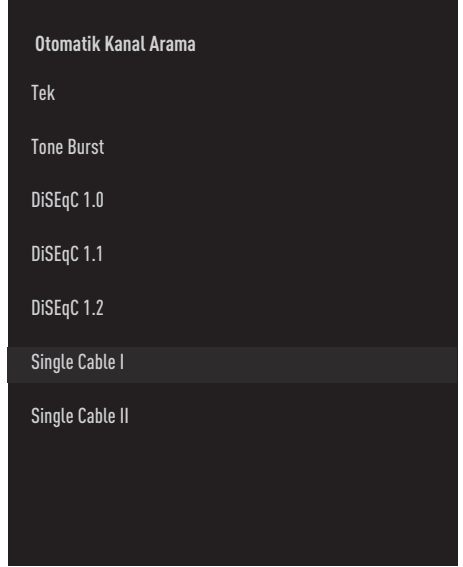 Otomatik Kanal Arama
Tek
Tone Burst
DiSEqC 1.0
DiSEqC 1.1
DiSEqC 1.2
Single Cable I
Single Cable II